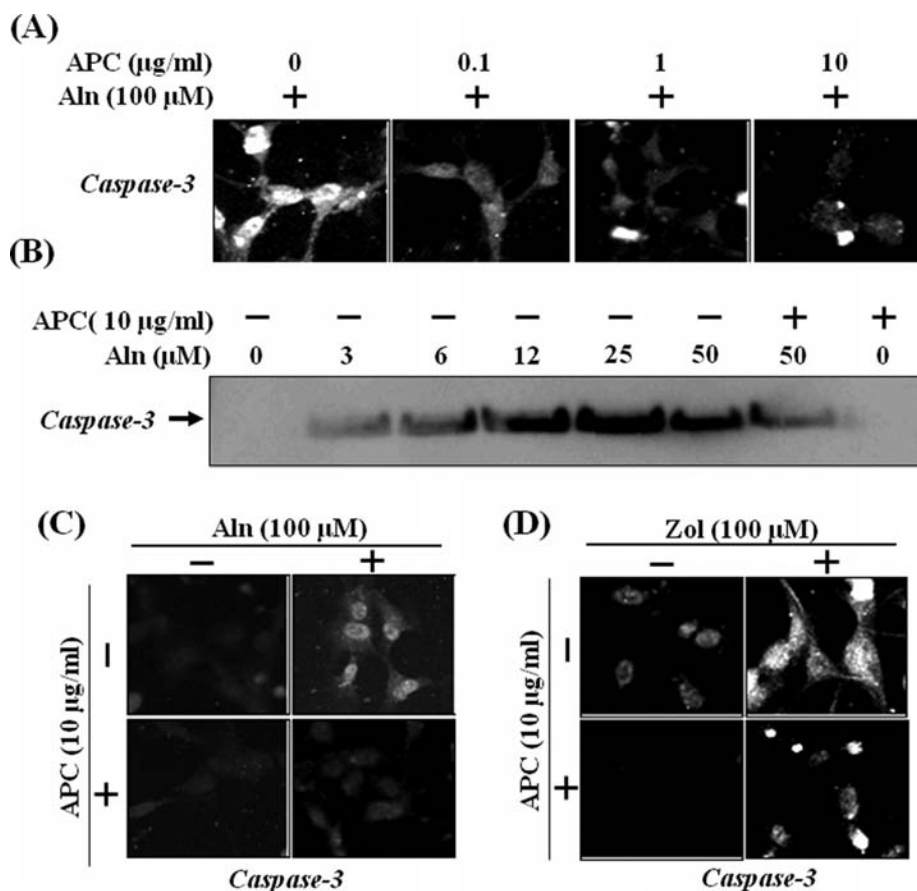 (A)
APC (μg/ml) 0 0.1 1 10
Aln (100 μM) + + + +
Caspase-3
(B)
APC( 10 μg/ml) − − − − − − + +
Aln (μM) 0 3 6 12 25 50 50 0
Caspase-3
(C) Aln (100 μM)
− +
APC (10 μg/ml) − +
Caspase-3
(D) Zol (100 μM)
− +
APC (10 μg/ml) − +
Caspase-3